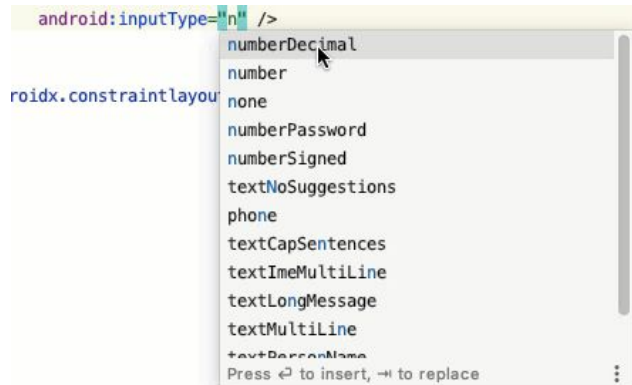 android:inputType="n" />
numberDecimal
number
roidx.constraintlayou
none
numberPassword
numberSigned
textNoSuggestions
phone
textCapSentences
textImeMultiLine
textLongMessage
textMultiLine
textPersonName
Press ↩ to insert, ⇥ to replace